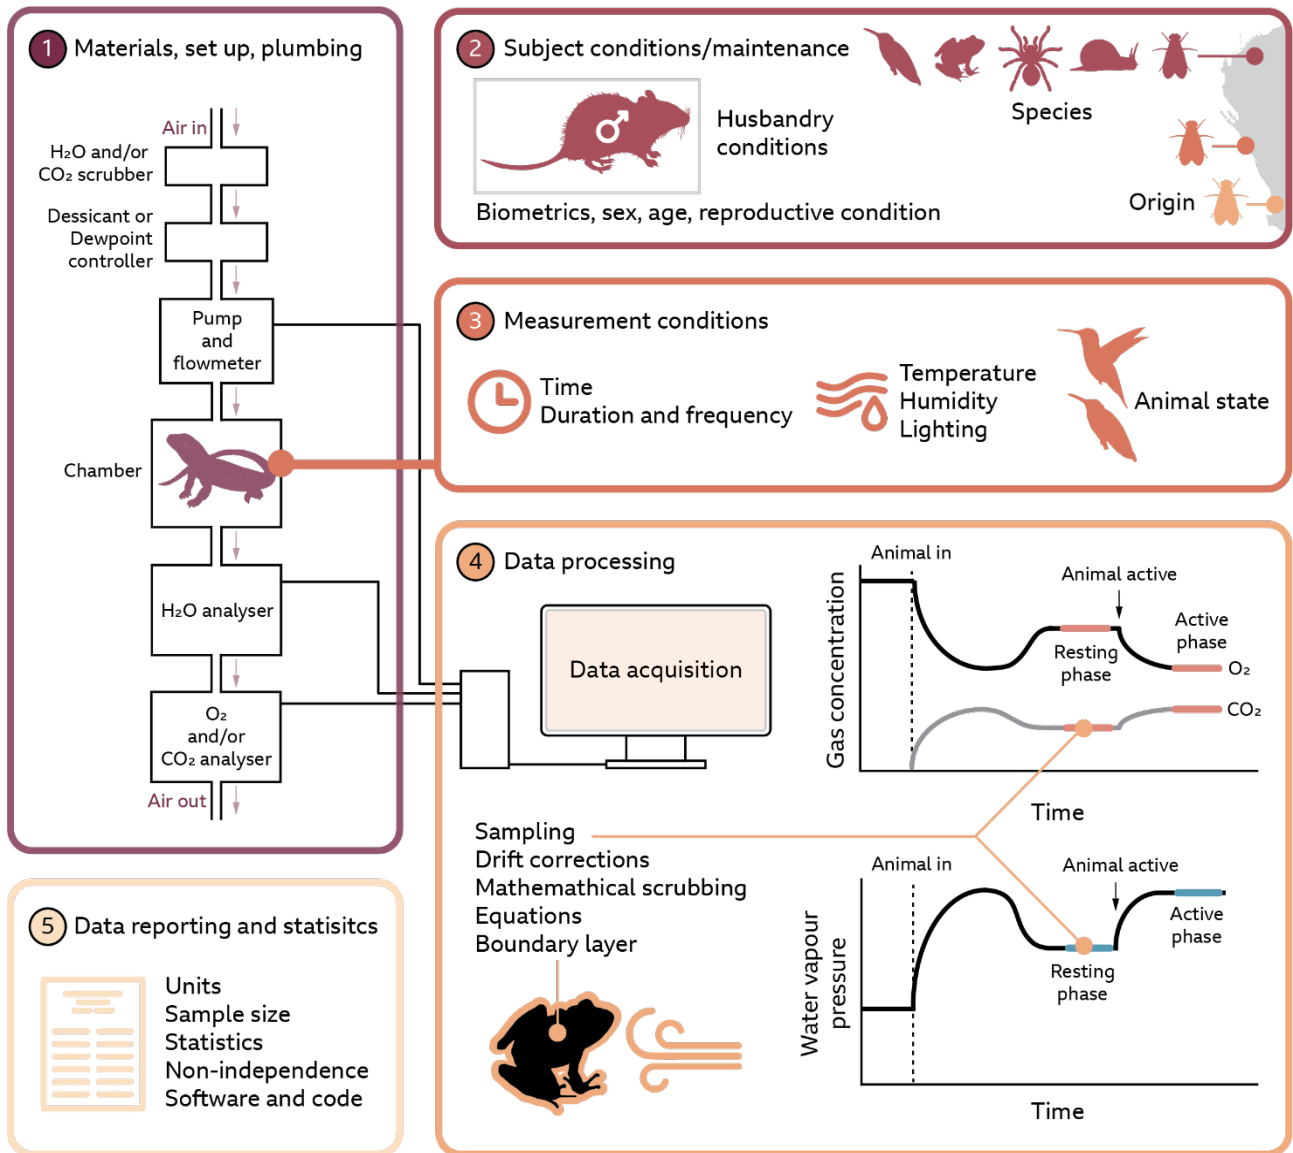 1 Materials, set up, plumbing
Air in
H₂O and/or
CO₂ scrubber
Dessicant or
Dewpoint
controller
Pump
and
flowmeter
Chamber
H₂O analyser
O₂
and/or
CO₂ analyser
Air out
2 Subject conditions/maintenance
Species
Husbandry
conditions
Origin
Biometrics, sex, age, reproductive condition
3 Measurement conditions
Time
Duration and frequency
Temperature
Humidity
Lighting
Animal state
4 Data processing
Data acquisition
Sampling
Drift corrections
Mathemathical scrubbing
Equations
Boundary layer
Gas concentration
Animal in
Animal active
Resting
phase
Active
phase
O₂
CO₂
Time
Water vapour
pressure
Animal in
Animal active
Resting
phase
Active
phase
Time
5 Data reporting and statisitcs
Units
Sample size
Statistics
Non-independence
Software and code